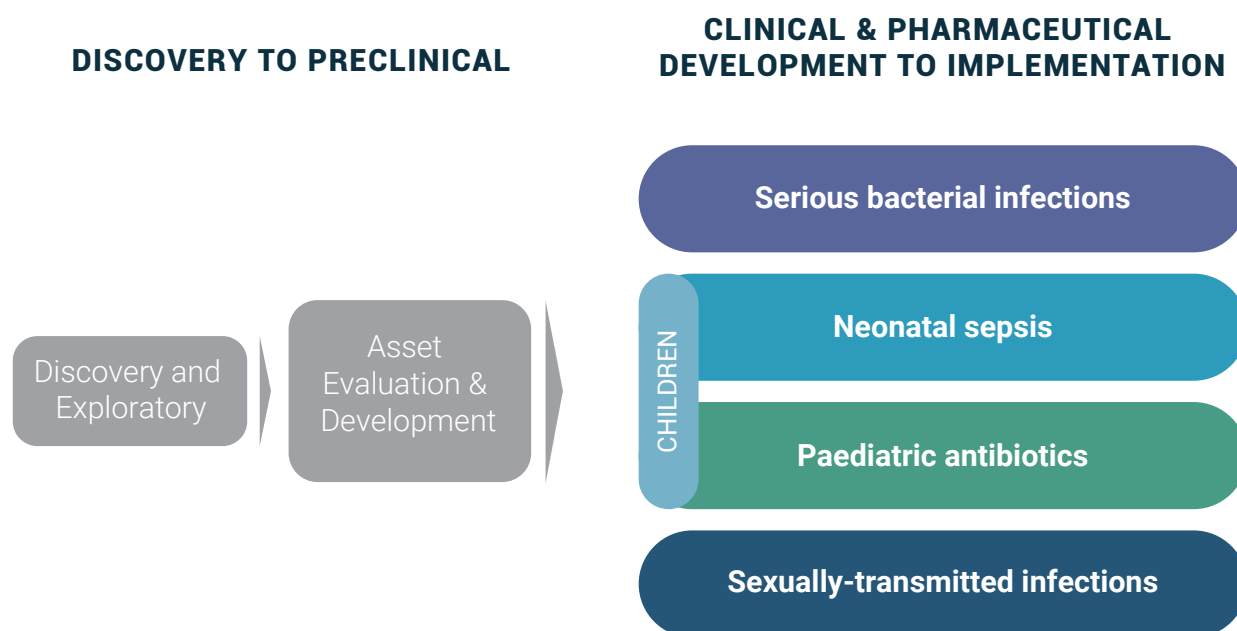 DISCOVERY TO PRECLINICAL
CLINICAL & PHARMACEUTICAL
DEVELOPMENT TO IMPLEMENTATION
Discovery and
Exploratory
Asset
Evaluation &
Development
CHILDREN
Serious bacterial infections
Neonatal sepsis
Paediatric antibiotics
Sexually-transmitted infections